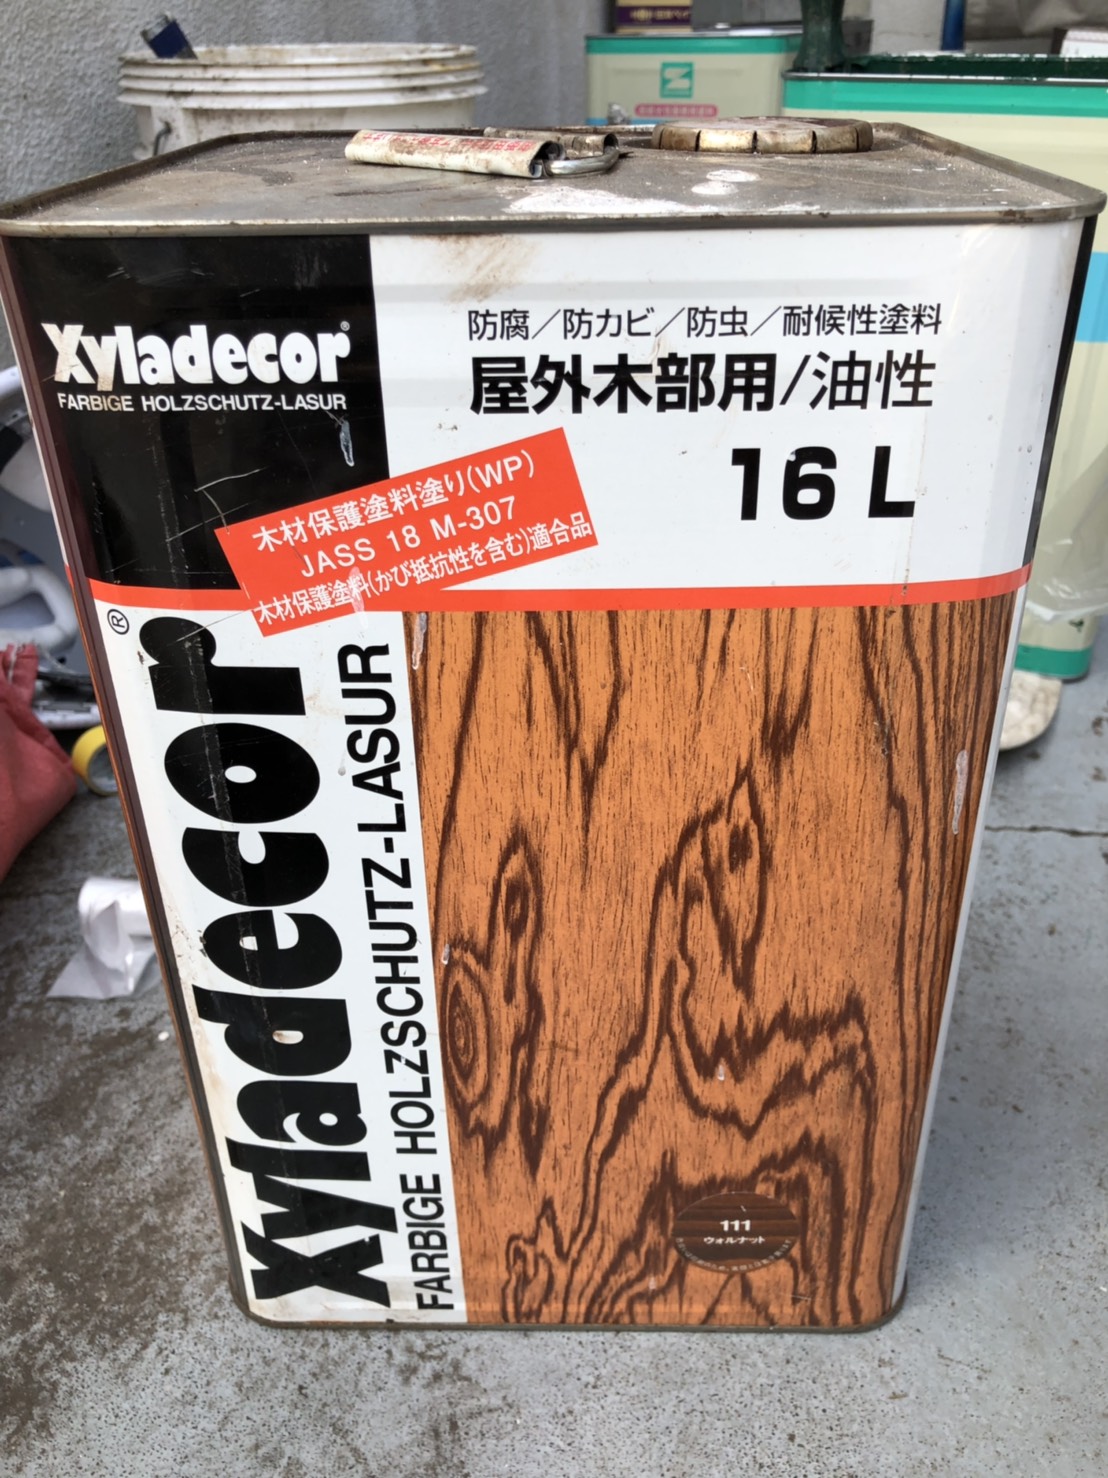 Xyladecor®
FARBIGE HOLZSCHUTZ-LASUR
防腐／防カビ／防虫／耐候性塗料
屋外木部用/油性
16L
木材保護塗料塗り(WP)
JASS 18 M-307
木材保護塗料(かび抵抗性を含む)適合品
Xyladecor®
FARBIGE HOLZSCHUTZ-LASUR
111
ウォルナット